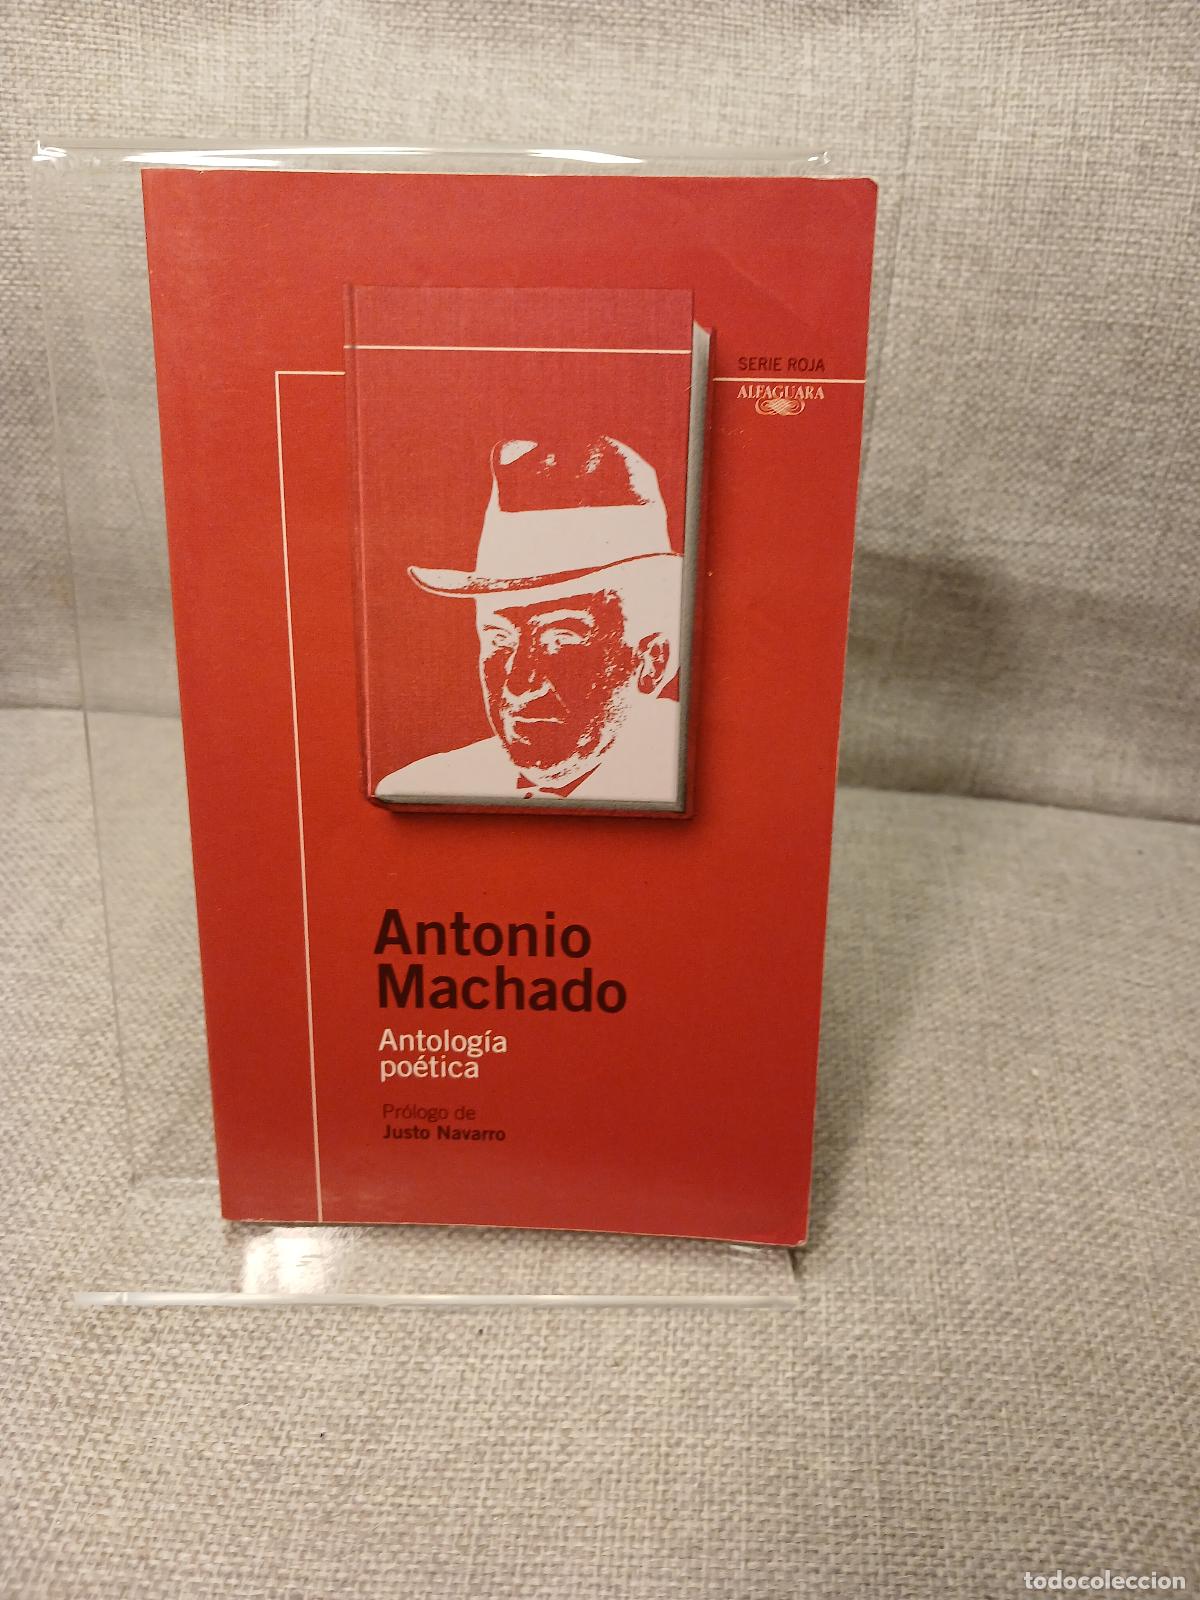 SERIE ROJA
ALFAGUARA
Antonio
Machado
Antología
poética
Prólogo de
Justo Navarro
todocoleccion